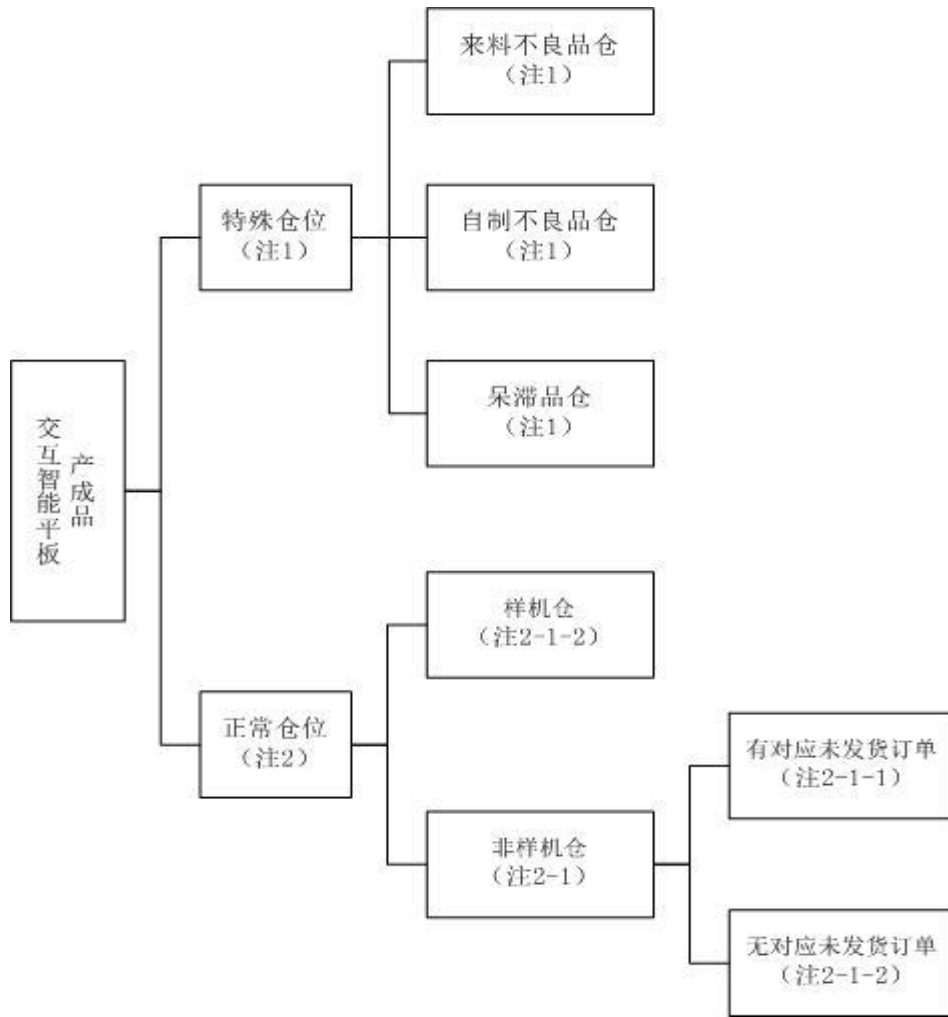 来料不良品仓
（注1）
特殊仓位
（注1）
自制不良品仓
（注1）
呆滞品仓
（注1）
交互智能平板
产成品
样机仓
（注2-1-2）
正常仓位
（注2）
非样机仓
（注2-1）
有对应未发货订单
（注2-1-1）
无对应未发货订单
（注2-1-2）